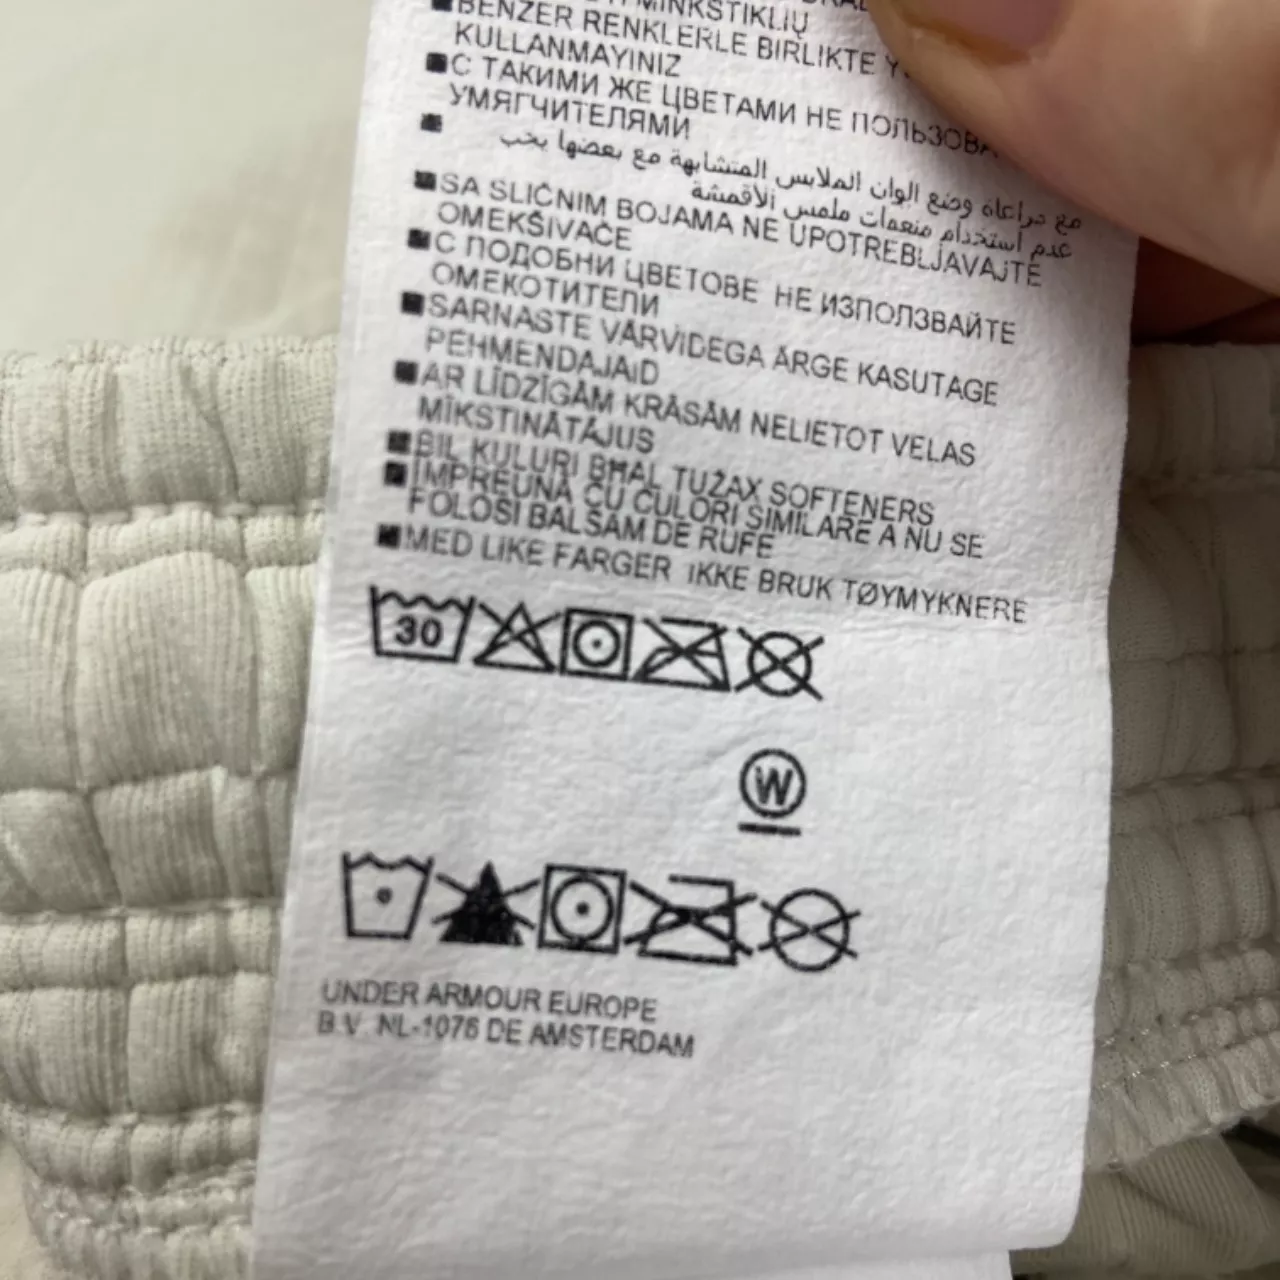 MINKSTIKLIŲ
BENZER RENKLERLE BIRLIKTE
KULLANMAYINIZ
С ТАКИМИ ЖЕ ЦВЕТАМИ НЕ ПОЛЬЗОВА
УМЯГЧИТЕЛЯМИ
مع مراعاة وضع الوان الملابس المتشابهة مع بعضها يجب
عدم استخدام منعمات ملمس الأقمشة
SA SLIČNIM BOJAMA NE UPOTREBLJAVAJTE
OMEKŠIVAČE
С ПОДОБНИ ЦВЕТОВЕ НЕ ИЗПОЛЗВАЙТЕ
ОМЕКОТИТЕЛИ
SARNASTE VÄRVIDEGA ÄRGE KASUTAGE
PEHMENDAJAID
AR LĪDZĪGĀM KRĀSĀM NELIETOT VELAS
MĪKSTINĀTĀJUS
BIL KULURI BĦAL TUŻAX SOFTENERS
ÎMPREUNĂ CU CULORI SIMILARE A NU SE
FOLOSI BALSAM DE RUFE
MED LIKE FARGER IKKE BRUK TØYMYKNERE
30
W
UNDER ARMOUR EUROPE
B.V. NL-1076 DE AMSTERDAM